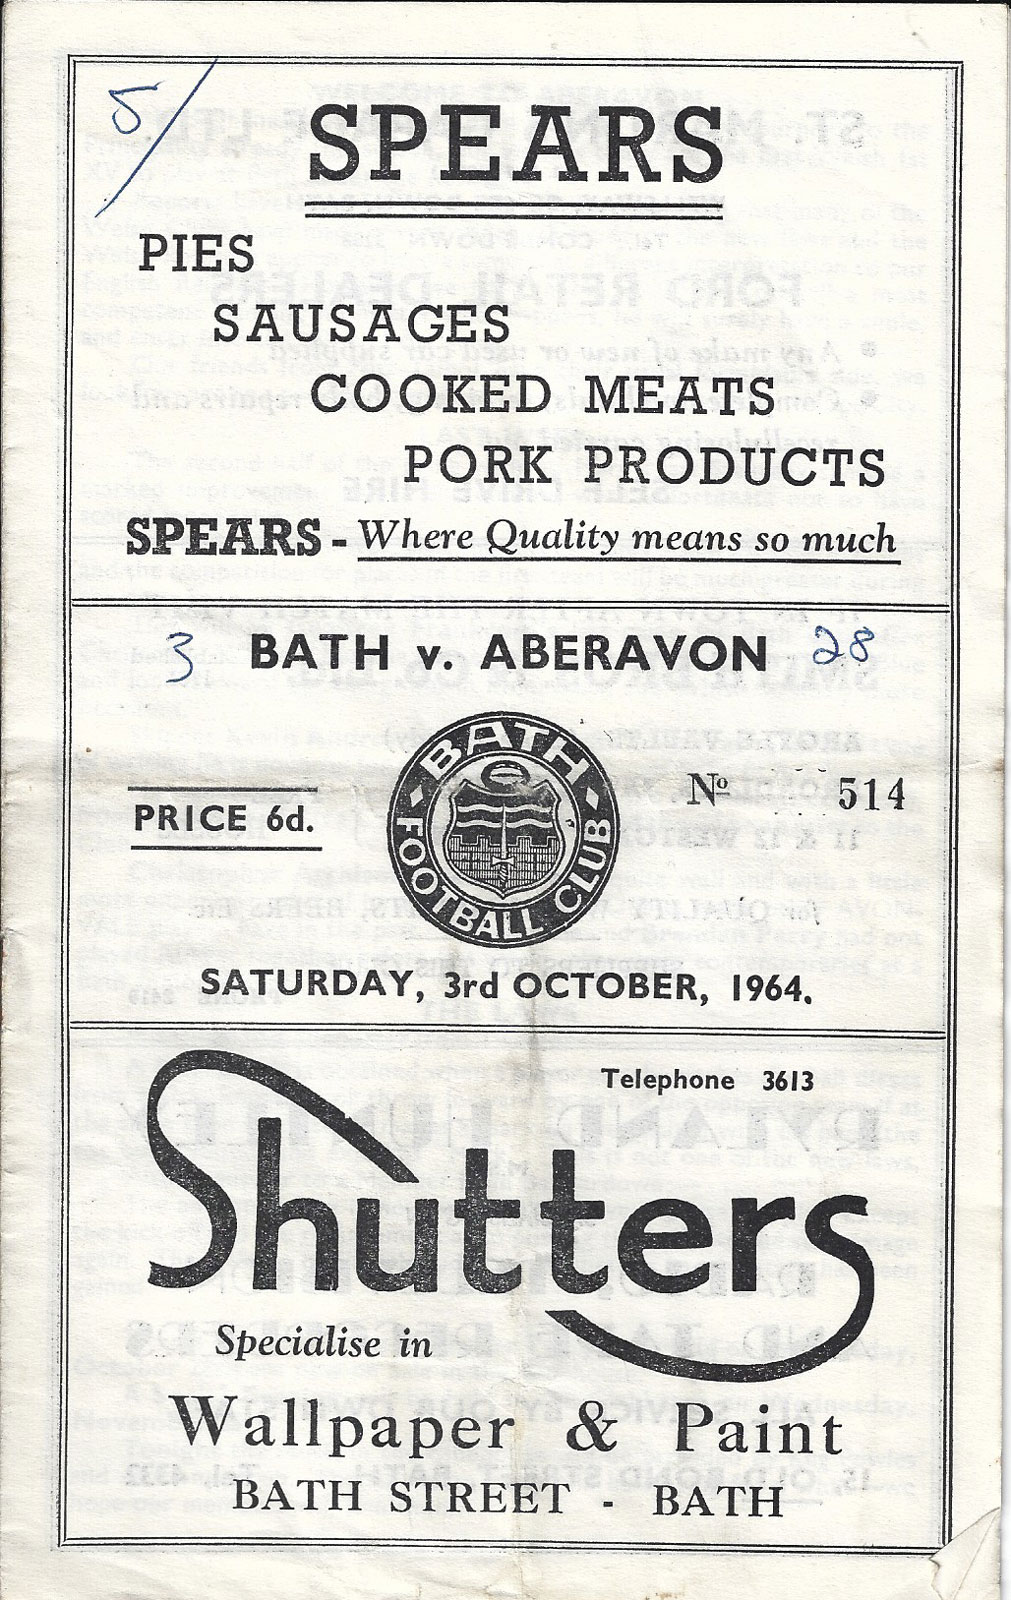 5/
SPEARS
PIES
SAUSAGES
COOKED MEATS
PORK PRODUCTS
SPEARS - Where Quality means so much
3 BATH v. ABERAVON 28
BATH FOOTBALL CLUB
PRICE 6d.
Nº 514
SATURDAY, 3rd OCTOBER, 1964.
Telephone 3613
Shutters
Specialise in
Wallpaper & Paint
BATH STREET - BATH